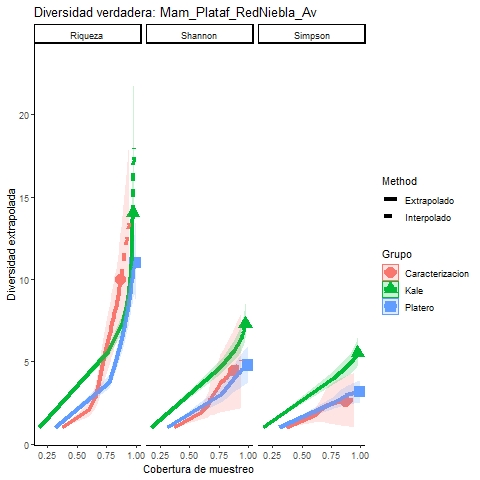 Diversidad verdadera: Mam_Plataf_RedNiebla_Av
Riqueza Shannon Simpson
Diversidad extrapolada
20
15
10
5
0
0.25 0.50 0.75 1.00 0.25 0.50 0.75 1.00 0.25 0.50 0.75 1.00
Cobertura de muestreo
Method
Extrapolado
Interpolado
Grupo
Caracterizacion
Kale
Platero